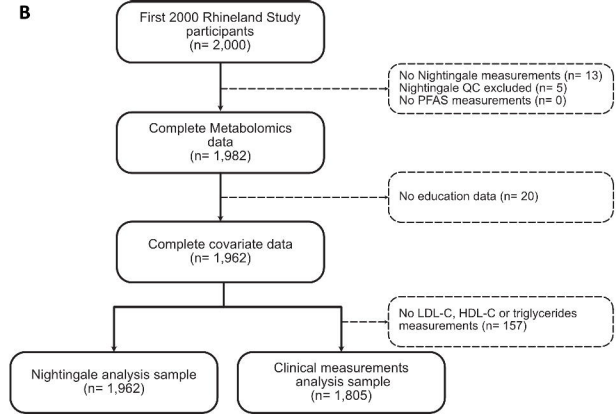 B
First 2000 Rhineland Study
participants
(n= 2,000)
No Nightingale measurements (n= 13)
Nightingale QC excluded (n= 5)
No PFAS measurements (n= 0)
Complete Metabolomics
data
(n= 1,982)
No education data (n= 20)
Complete covariate data
(n= 1,962)
No LDL-C, HDL-C or triglycerides
measurements (n= 157)
Nightingale analysis sample
(n= 1,962)
Clinical measurements
analysis sample
(n= 1,805)